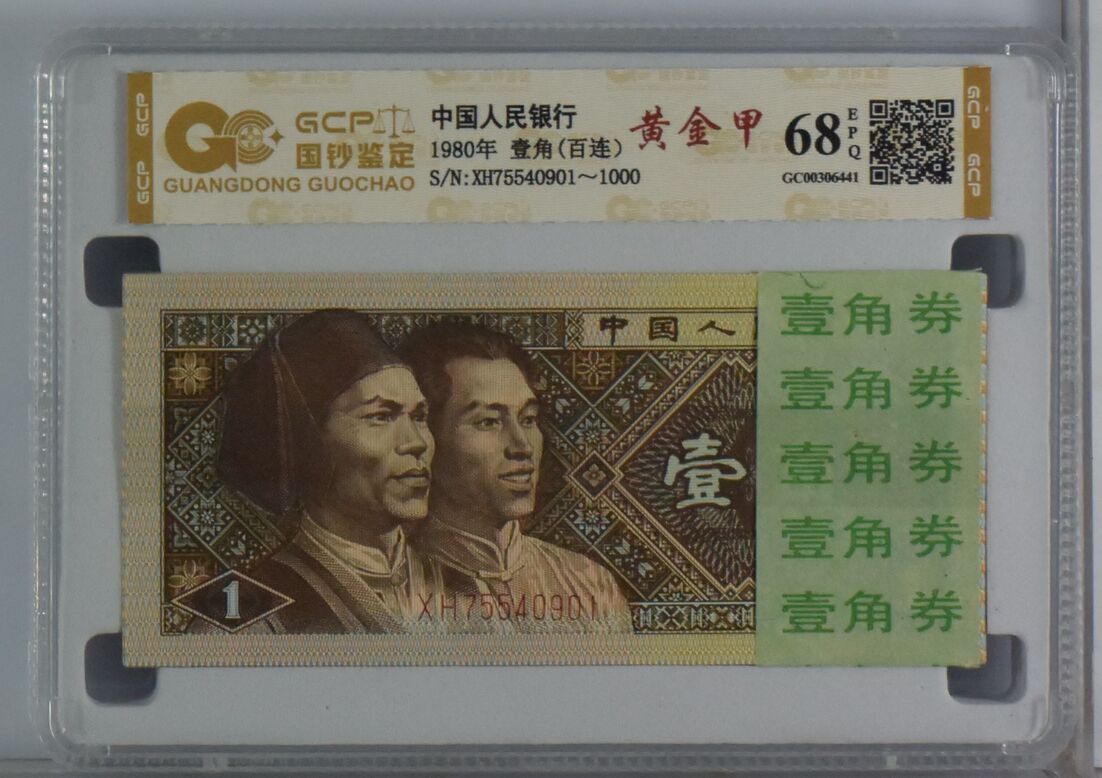 GCP
GCP
GCP
国钞鉴定
GUANGDONG GUOCHAO
中国人民银行
1980年 壹角(百连)
S/N:XH75540901～1000
黄金甲
68
EPQ
GC00306441
GCP
GCP
中国人
壹
1
XH75540901
壹角券
壹角券
壹角券
壹角券
壹角券